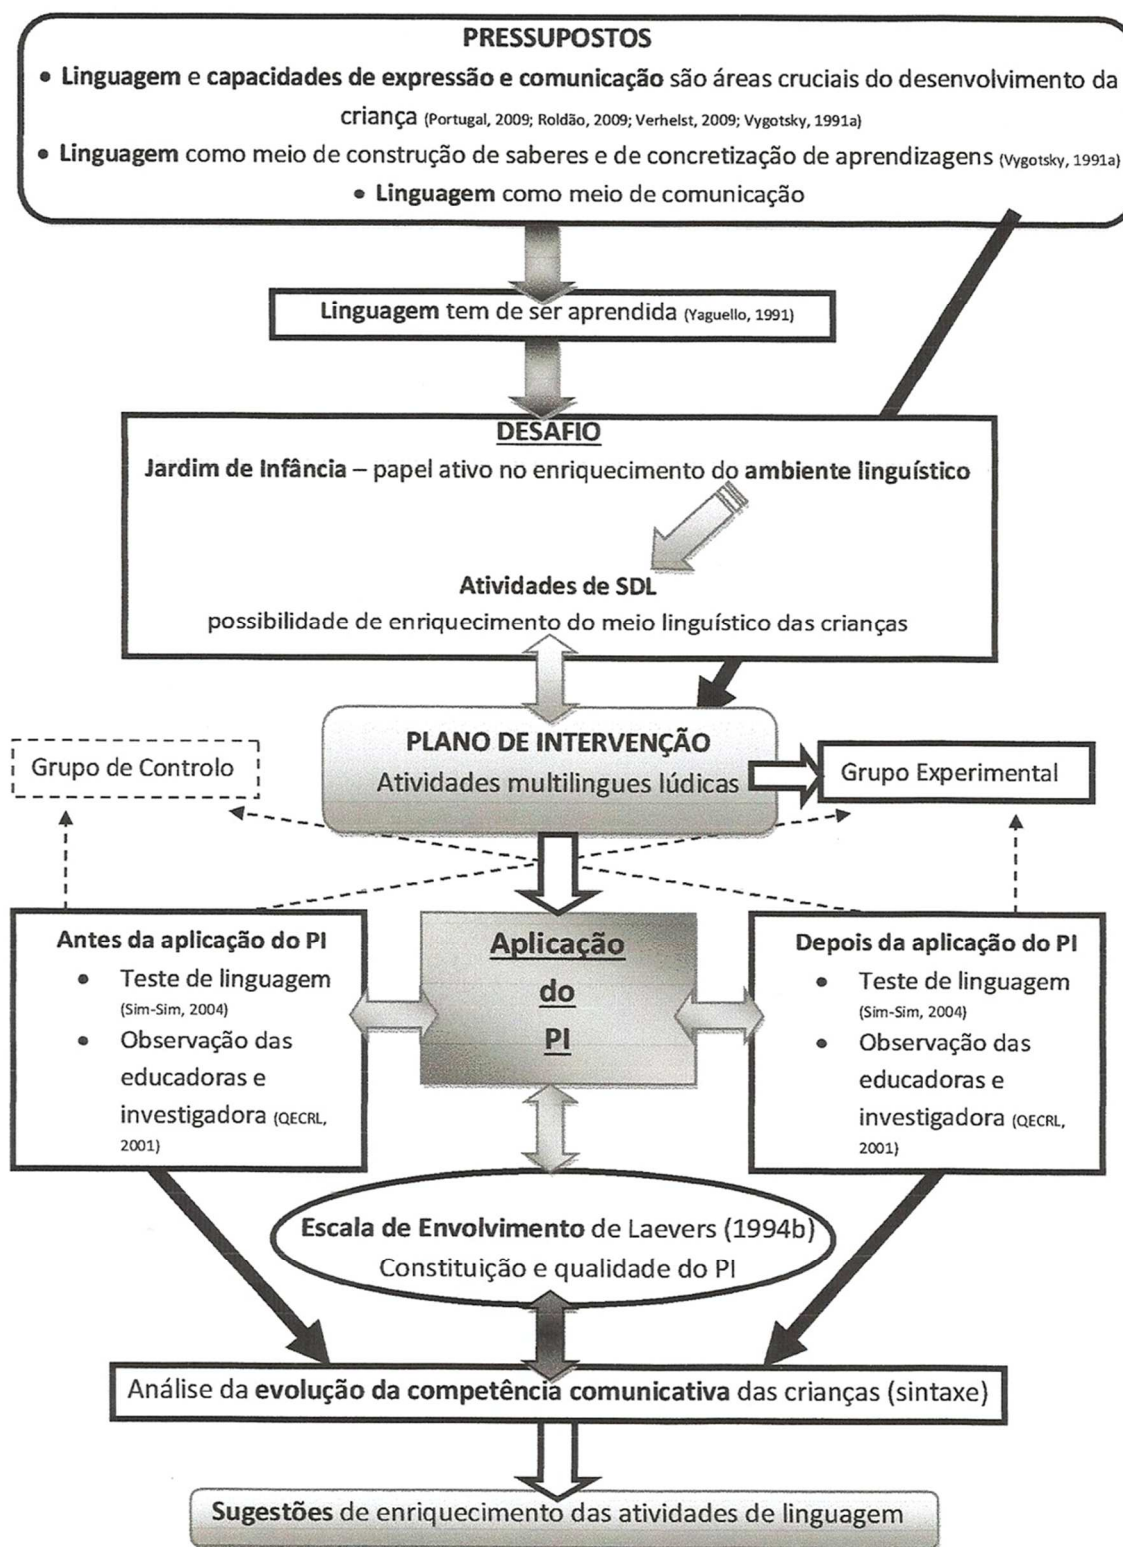 PRESSUPOSTOS
• Linguagem e capacidades de expressão e comunicação são áreas cruciais do desenvolvimento da
criança (Portugal, 2009; Roldão, 2009; Verhelst, 2009; Vygotsky, 1991a)
• Linguagem como meio de construção de saberes e de concretização de aprendizagens (Vygotsky, 1991a)
• Linguagem como meio de comunicação
Linguagem tem de ser aprendida (Yaguello, 1991)
DESAFIO
Jardim de Infância – papel ativo no enriquecimento do ambiente linguístico
Atividades de SDL
possibilidade de enriquecimento do meio linguístico das crianças
PLANO DE INTERVENÇÃO
Atividades multilingues lúdicas
Grupo de Controlo
Grupo Experimental
Antes da aplicação do PI
• Teste de linguagem
(Sim-Sim, 2004)
• Observação das
educadoras e
investigadora (QECRL,
2001)
Aplicação
do
PI
Depois da aplicação do PI
• Teste de linguagem
(Sim-Sim, 2004)
• Observação das
educadoras e
investigadora (QECRL,
2001)
Escala de Envolvimento de Laevers (1994b)
Constituição e qualidade do PI
Análise da evolução da competência comunicativa das crianças (sintaxe)
Sugestões de enriquecimento das atividades de linguagem